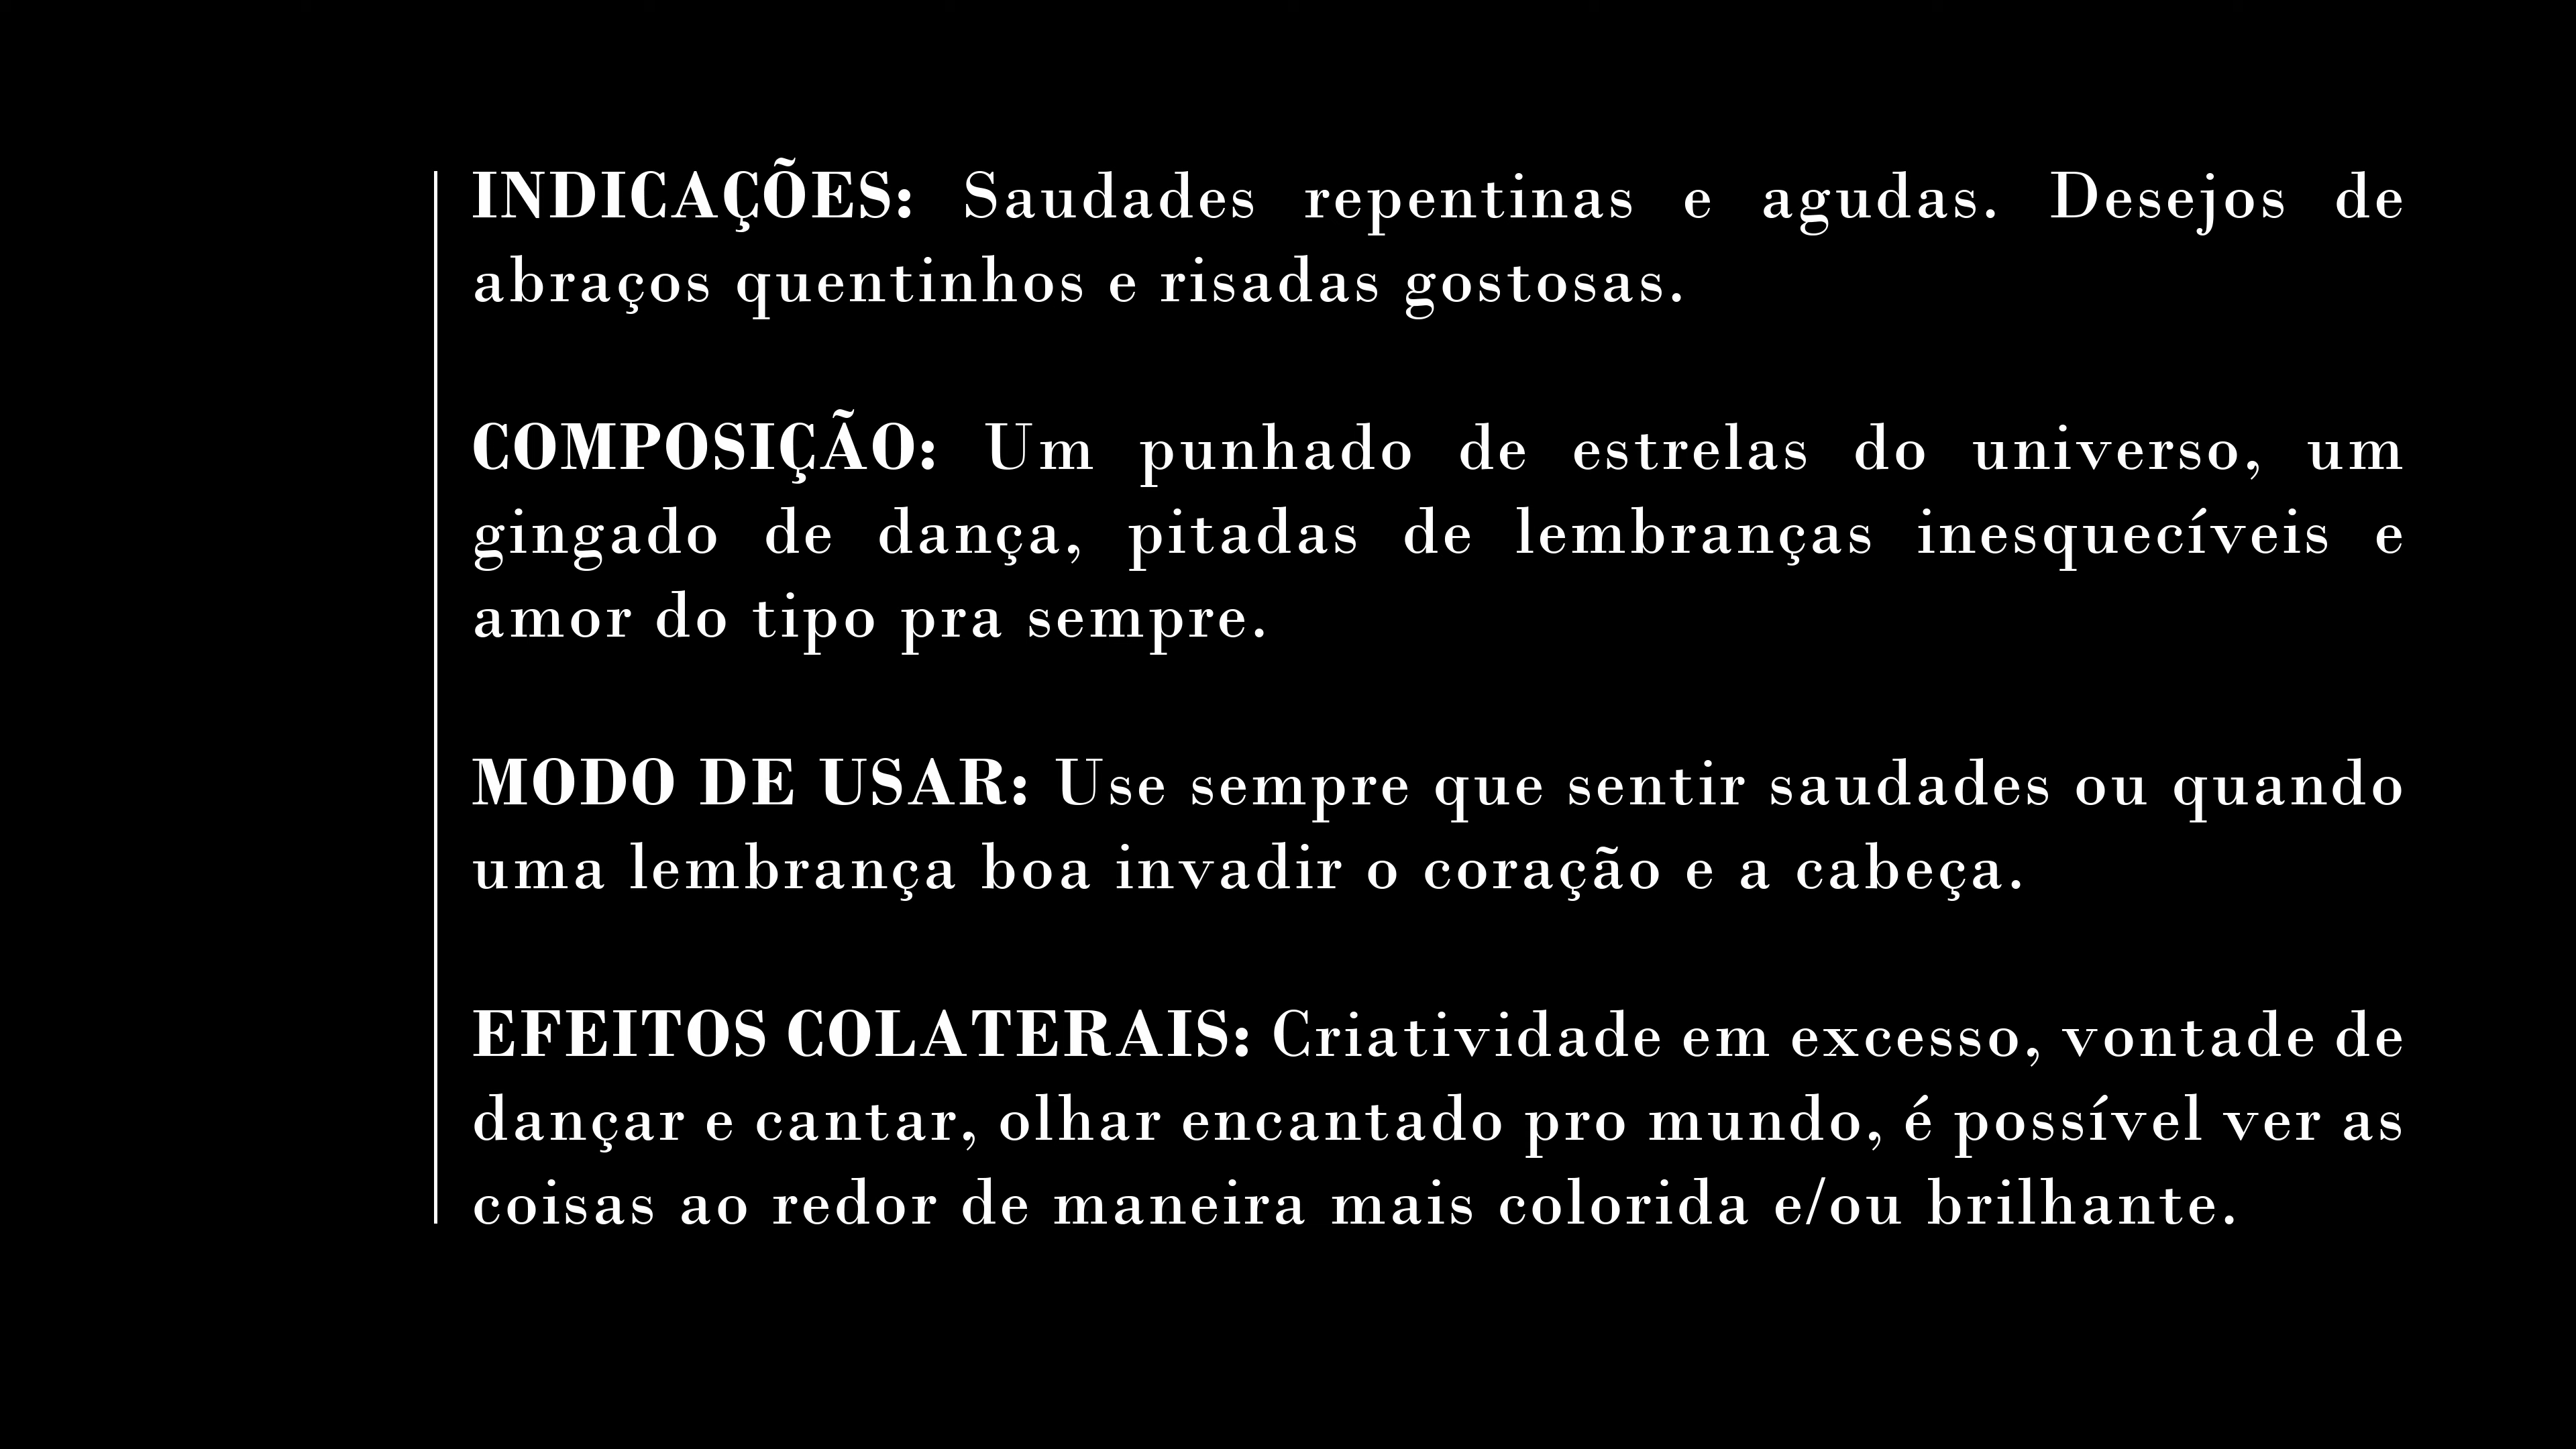 INDICAÇÕES: Saudades repentinas e agudas. Desejos de
abraços quentinhos e risadas gostosas.
COMPOSIÇÃO: Um punhado de estrelas do universo, um
gingado de dança, pitadas de lembranças inesquecíveis e
amor do tipo pra sempre.
MODO DE USAR: Use sempre que sentir saudades ou quando
uma lembrança boa invadir o coração e a cabeça.
EFEITOS COLATERAIS: Criatividade em excesso, vontade de
dançar e cantar, olhar encantado pro mundo, é possível ver as
coisas ao redor de maneira mais colorida e/ou brilhante.